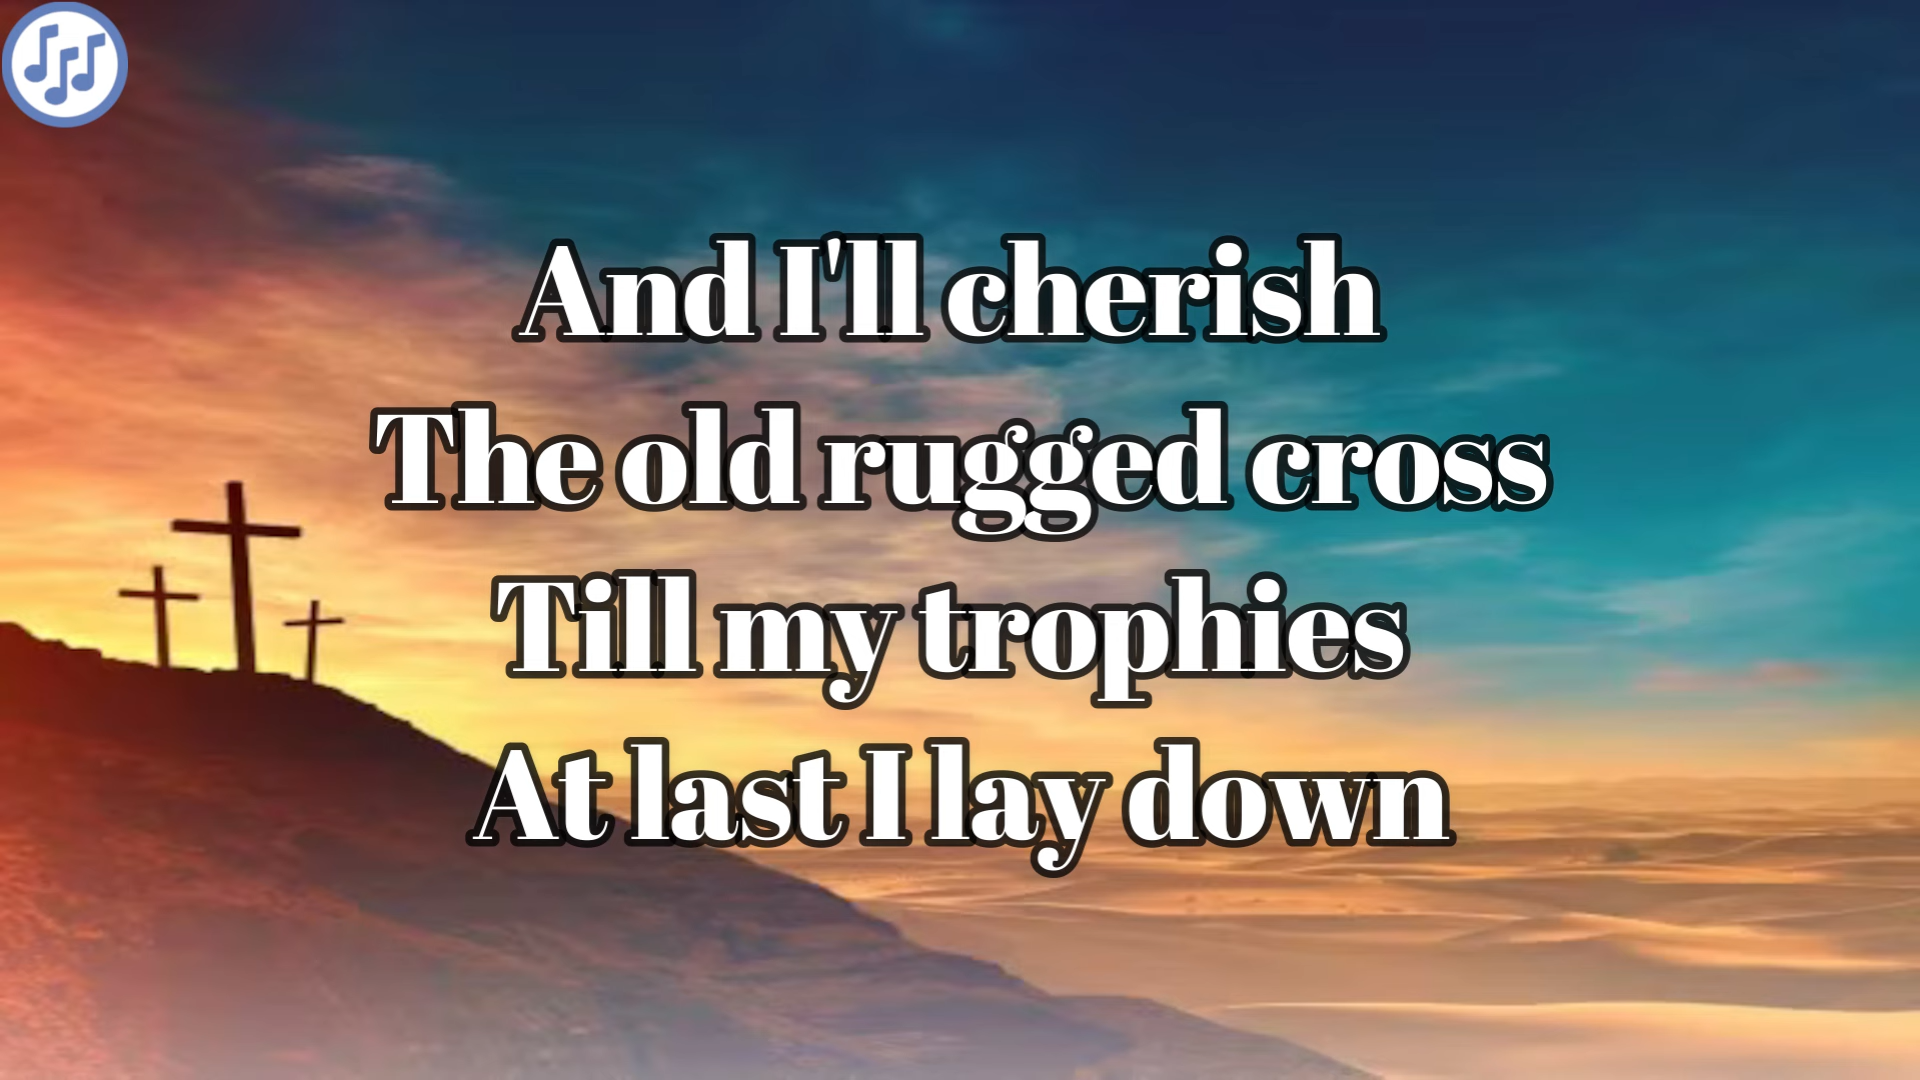 And I'll cherish
The old rugged cross
Till my trophies
At last I lay down